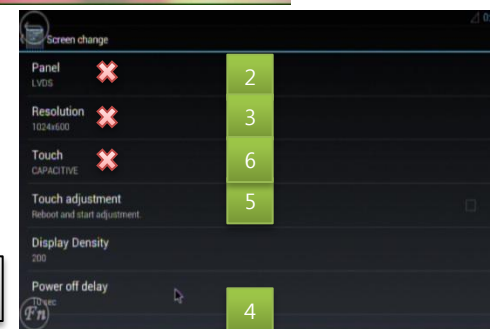 Screen change
Panel
LVDS
2
Resolution
1024x600
3
Touch
CAPACITIVE
6
Touch adjustment
Reboot and start adjustment.
5
Display Density
200
Power off delay
10 sec
4
Fn